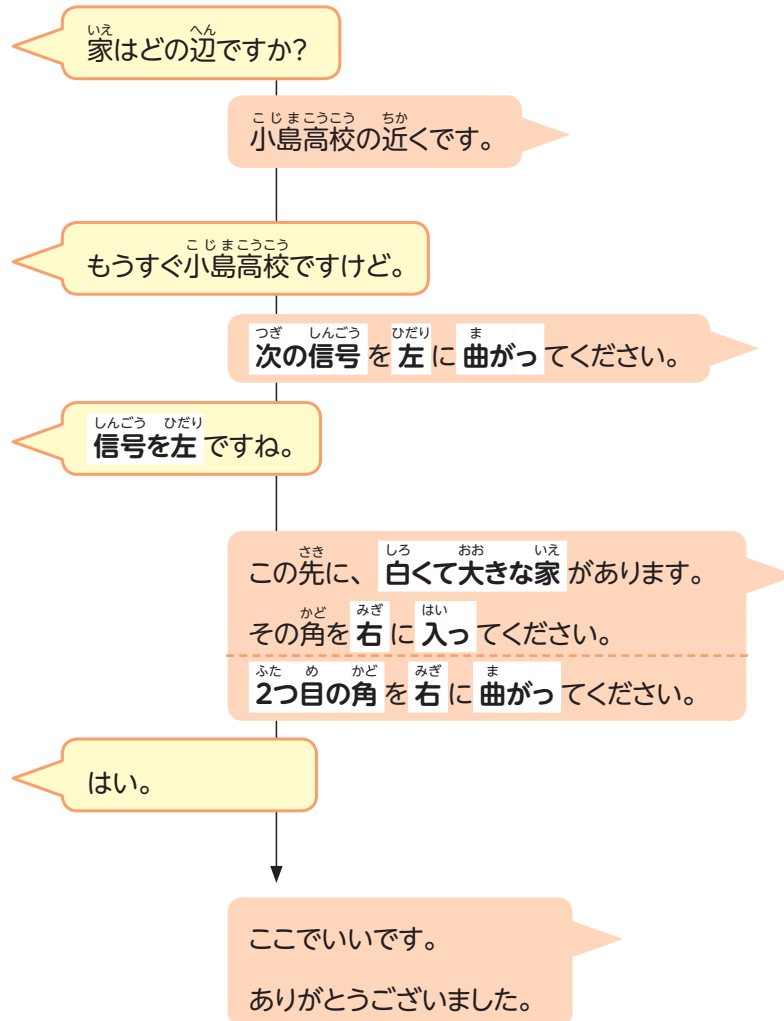 家はどの辺ですか?
小島高校の近くです。
もうすぐ小島高校ですけど。
次の信号を左に曲がってください。
信号を左ですね。
この先に、白くて大きな家があります。
その角を右に入ってください。
2つ目の角を右に曲がってください。
はい。
ここでいいです。
ありがとうございました。